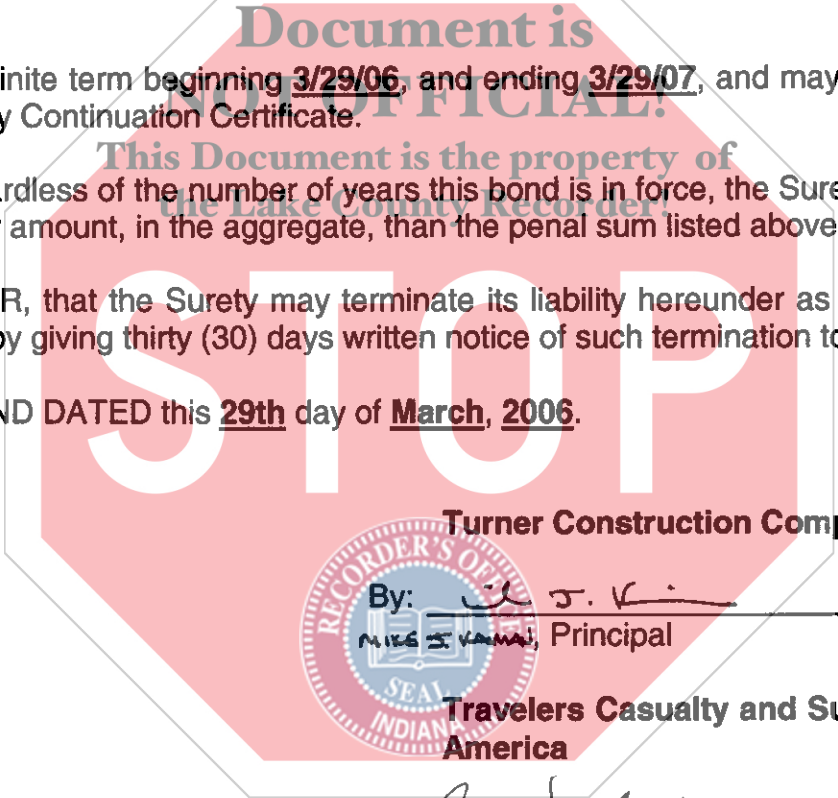 Document is
inite term beginning 3/29/06, and ending 3/29/07, and may
NOT OFFICIAL!
y Continuation Certificate.
This Document is the property of
rdless of the number of years this bond is in force, the Sure
the Lake County Recorder!
amount, in the aggregate, than the penal sum listed above
R, that the Surety may terminate its liability hereunder as
by giving thirty (30) days written notice of such termination to
STOP
ND DATED this 29th day of March, 2006.
Turner Construction Comp
RECORDER'S OFFICE
By: J.
MIKE J, Principal
SEAL
INDIANA
Travelers Casualty and Su
America